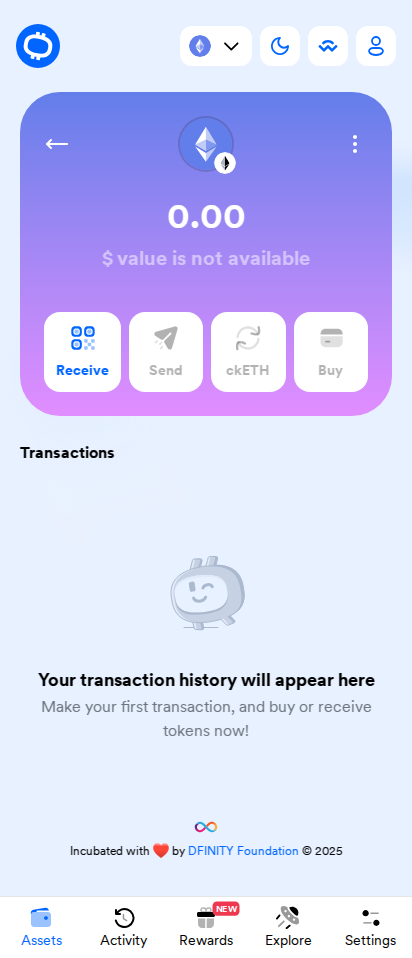 0.00
$ value is not available
Receive
Send
ckETH
Buy
Transactions
Your transaction history will appear here
Make your first transaction, and buy or receive
tokens now!
Incubated with ❤️ by DFINITY Foundation © 2025
NEW
Assets
Activity
Rewards
Explore
Settings